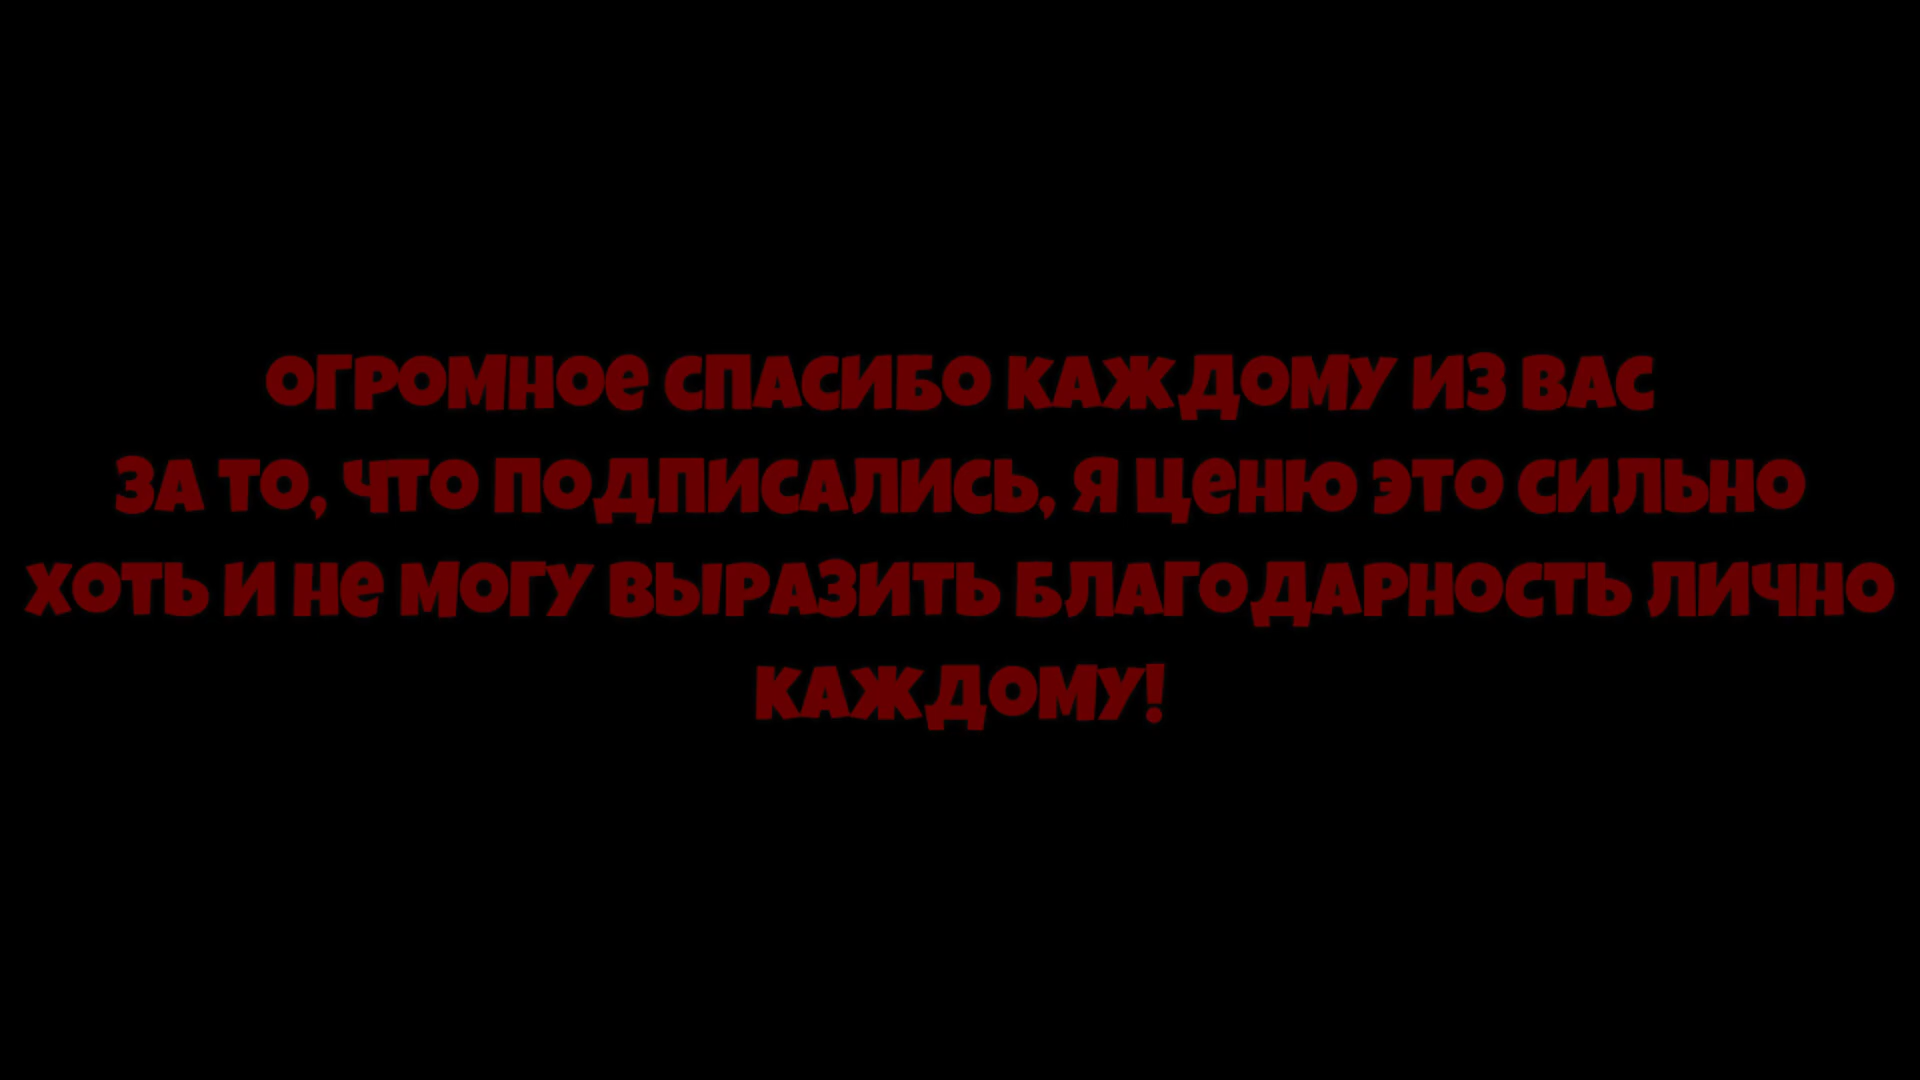 ОГРОМНОЕ СПАСИБО КАЖДОМУ ИЗ ВАС
ЗА ТО, ЧТО ПОДПИСАЛИСЬ, Я ЦЕНЮ ЭТО СИЛЬНО
ХОТЬ И НЕ МОГУ ВЫРАЗИТЬ БЛАГОДАРНОСТЬ ЛИЧНО
КАЖДОМУ!